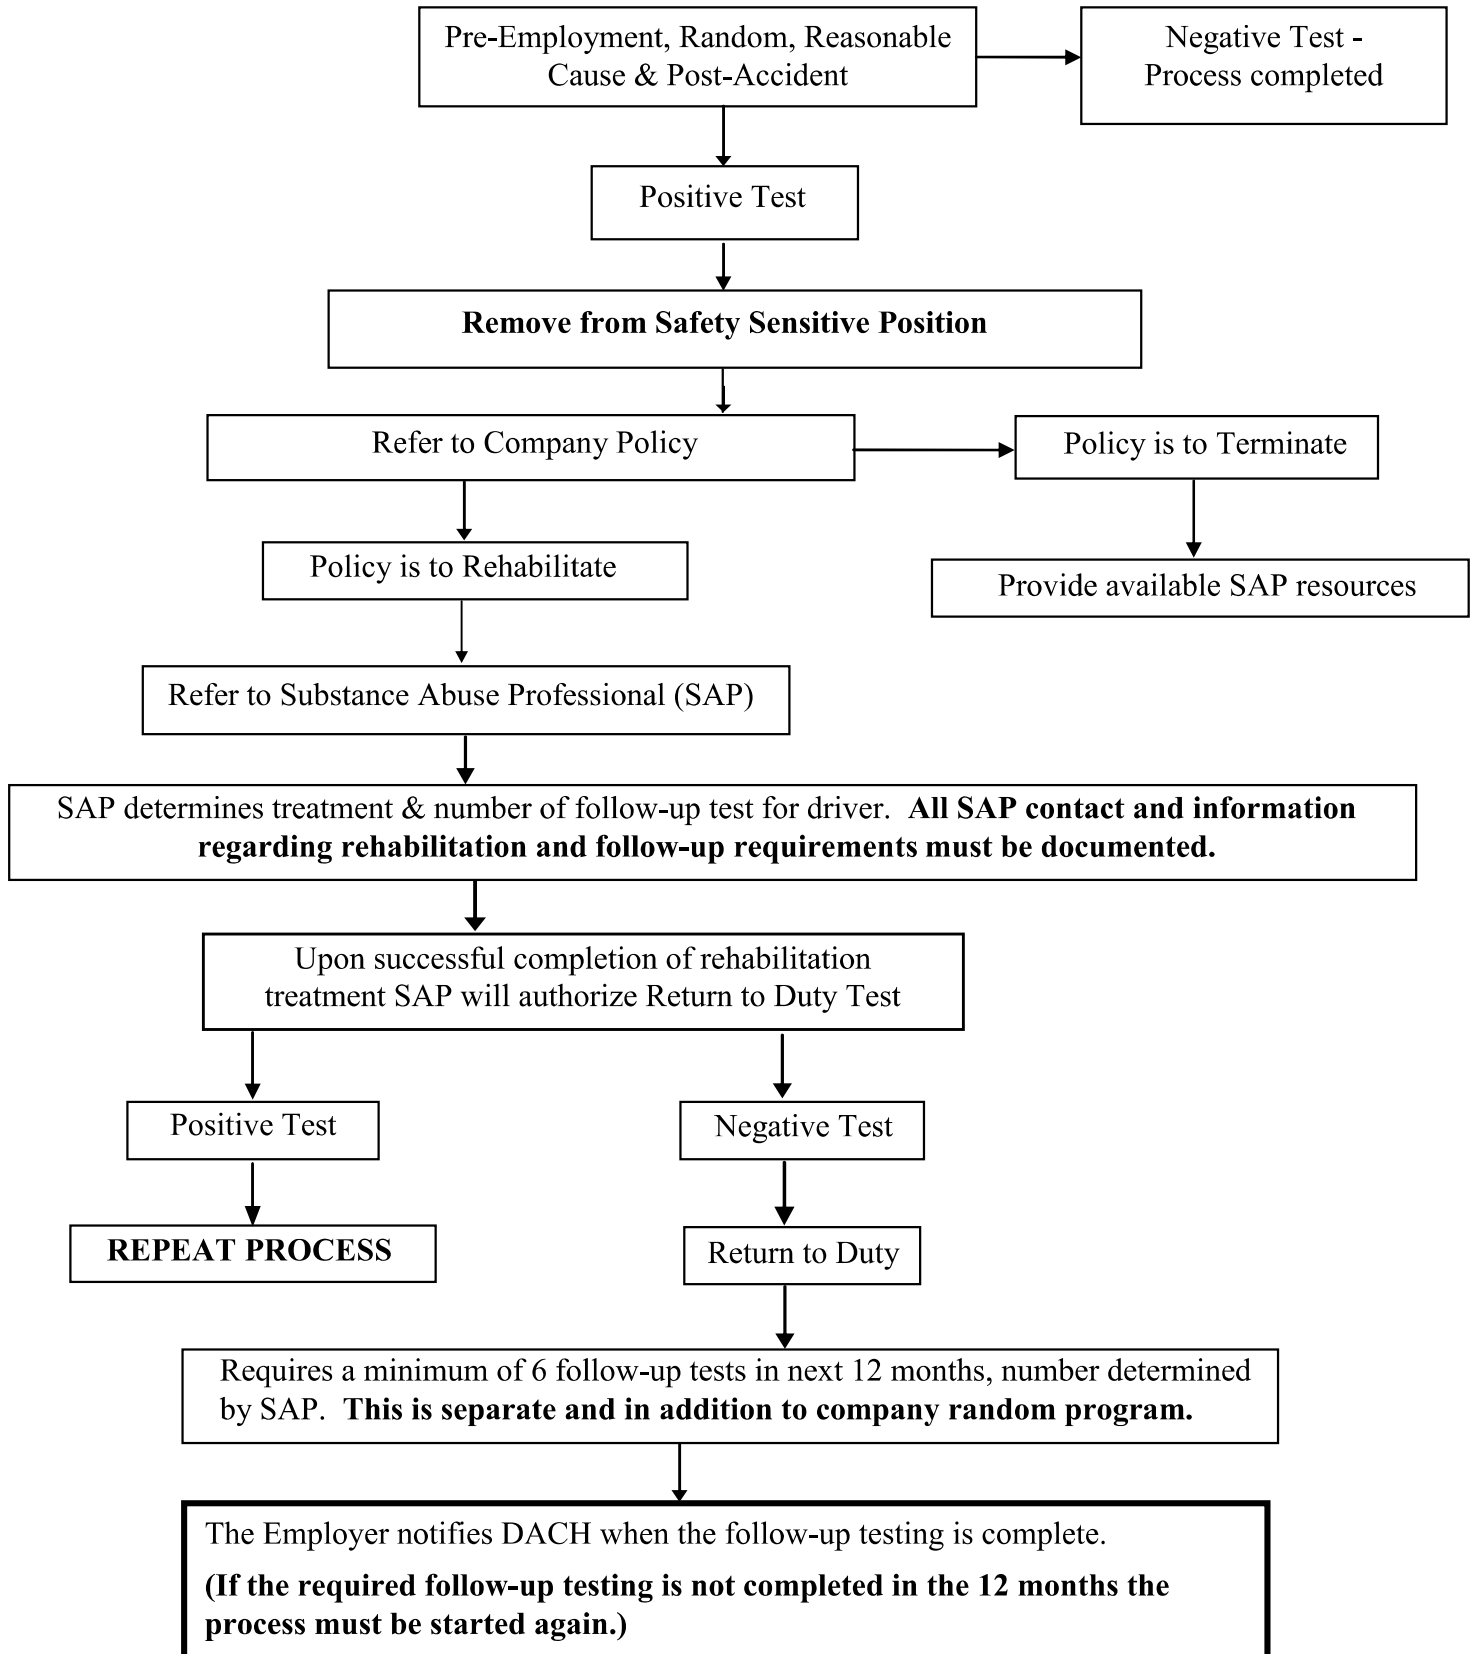 Pre-Employment, Random, Reasonable
Cause & Post-Accident
Negative Test -
Process completed
Positive Test
Remove from Safety Sensitive Position
Refer to Company Policy
Policy is to Terminate
Policy is to Rehabilitate
Provide available SAP resources
Refer to Substance Abuse Professional (SAP)
SAP determines treatment & number of follow-up test for driver.  All SAP contact and information
regarding rehabilitation and follow-up requirements must be documented.
Upon successful completion of rehabilitation
treatment SAP will authorize Return to Duty Test
Positive Test
Negative Test
REPEAT PROCESS
Return to Duty
Requires a minimum of 6 follow-up tests in next 12 months, number determined
by SAP.  This is separate and in addition to company random program.
The Employer notifies DACH when the follow-up testing is complete.
(If the required follow-up testing is not completed in the 12 months the
process must be started again.)